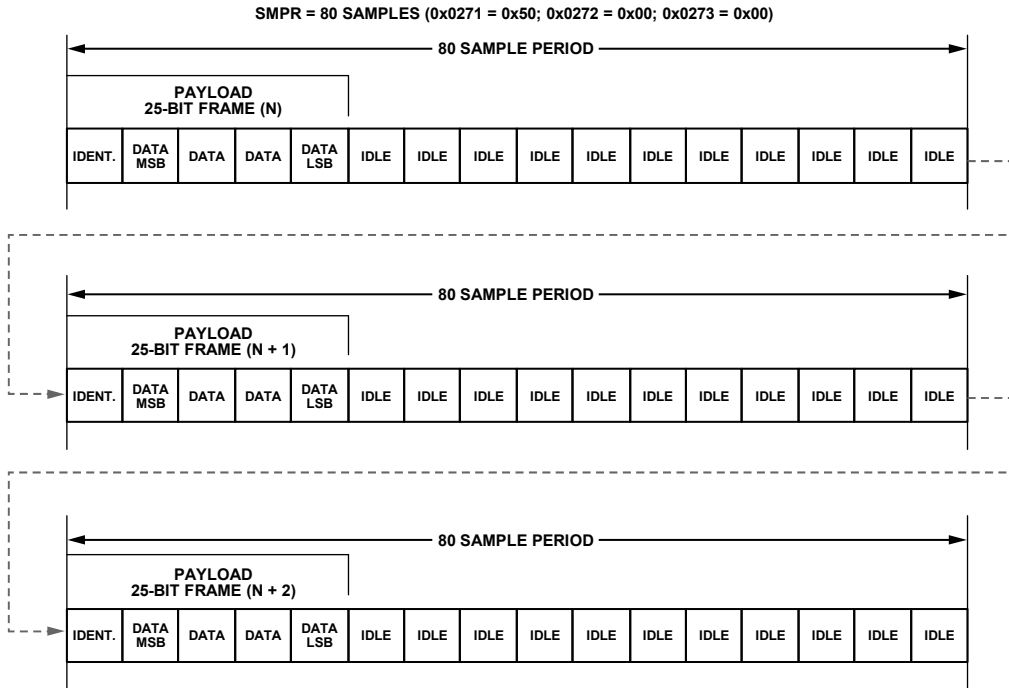 SMPR = 80 SAMPLES (0x0271 = 0x50; 0x0272 = 0x00; 0x0273 = 0x00)
80 SAMPLE PERIOD
PAYLOAD
25-BIT FRAME (N)
IDENT. DATA MSB DATA DATA DATA LSB IDLE IDLE IDLE IDLE IDLE IDLE IDLE IDLE IDLE IDLE IDLE
80 SAMPLE PERIOD
PAYLOAD
25-BIT FRAME (N + 1)
IDENT. DATA MSB DATA DATA DATA LSB IDLE IDLE IDLE IDLE IDLE IDLE IDLE IDLE IDLE IDLE IDLE
80 SAMPLE PERIOD
PAYLOAD
25-BIT FRAME (N + 2)
IDENT. DATA MSB DATA DATA DATA LSB IDLE IDLE IDLE IDLE IDLE IDLE IDLE IDLE IDLE IDLE IDLE